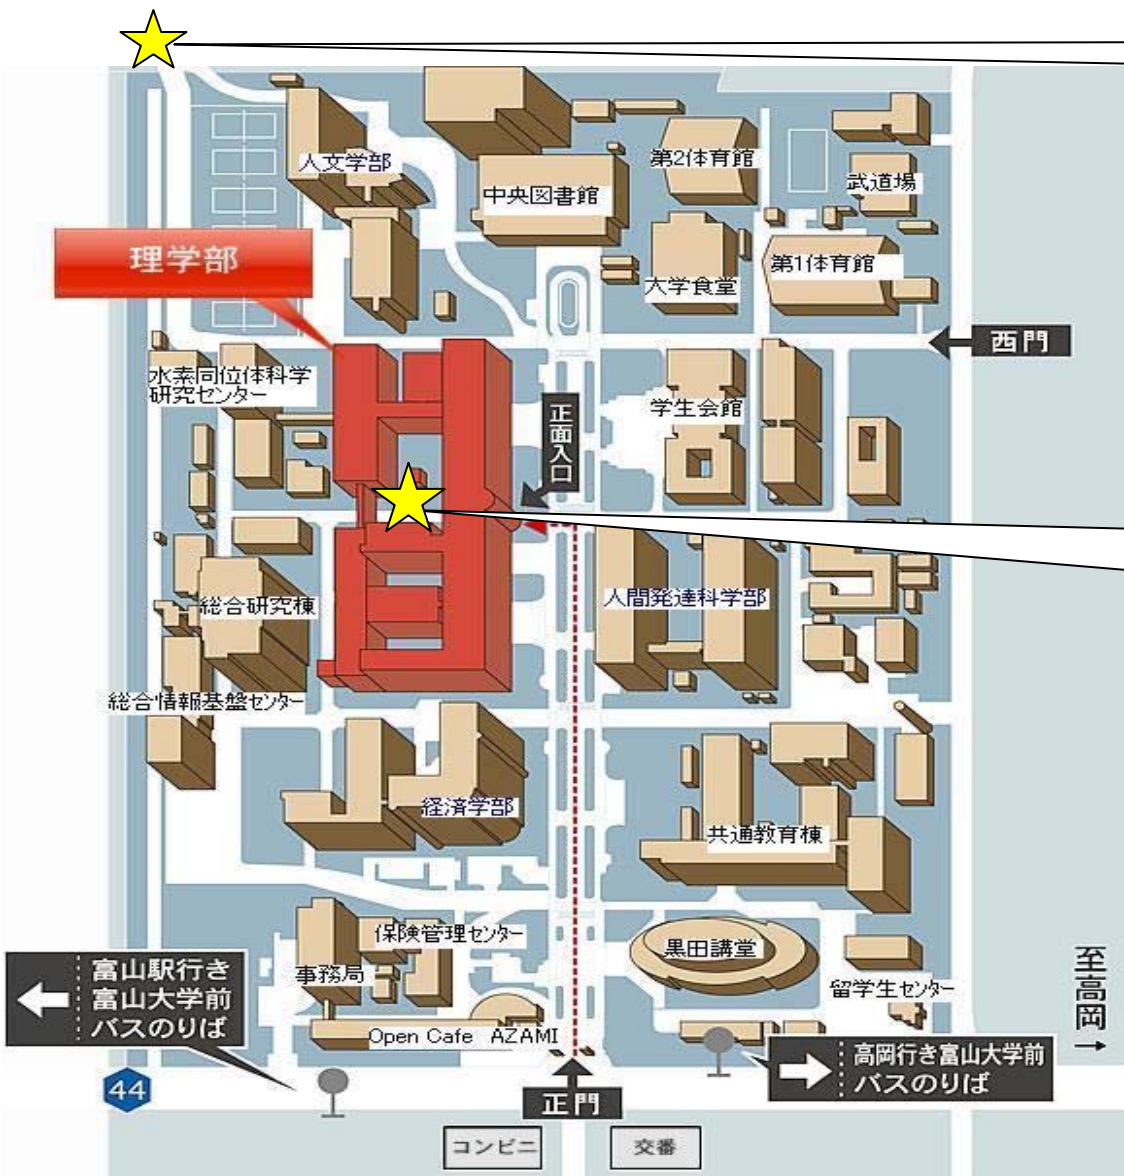 人文学部
中央図書館
第2体育館
武道場
理学部
大学食堂
第1体育館
西門
水素同位体科学
研究センター
学生会館
正面入口
総合研究棟
人間発達科学部
総合情報基盤センター
経済学部
共通教育棟
保険管理センター
黒田講堂
事務局
留学生センター
富山駅行き
富山大学前
バスのりば
至高岡
Open Cafe AZAMI
高岡行き富山大学前
バスのりば
44
正門
コンビニ
交番